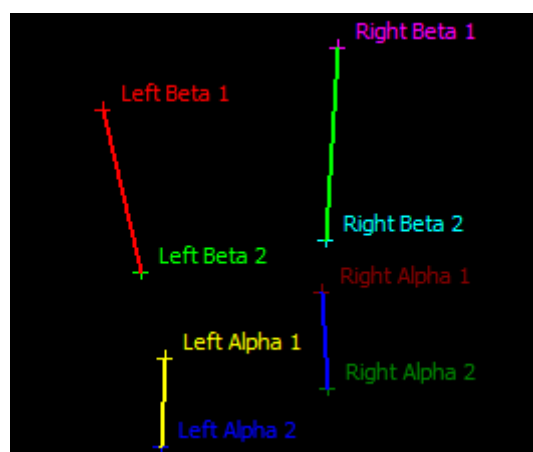 Right Beta 1
Left Beta 1
Right Beta 2
Left Beta 2
Right Alpha 1
Left Alpha 1
Right Alpha 2
Left Alpha 2